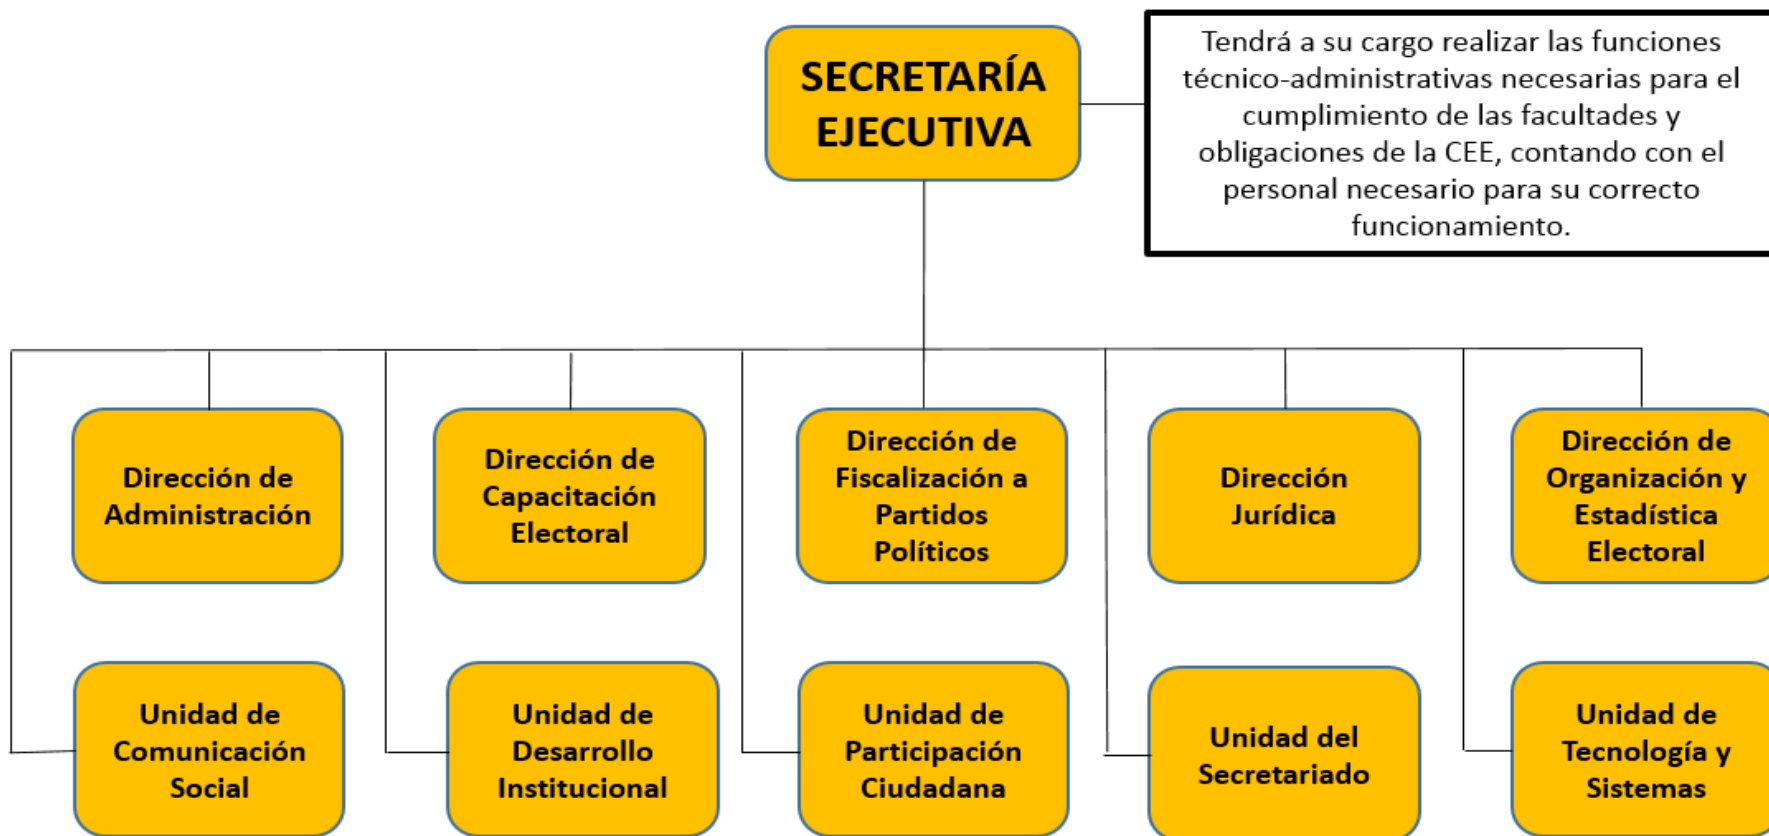 SECRETARÍA
EJECUTIVA
Tendrá a su cargo realizar las funciones
técnico-administrativas necesarias para el
cumplimiento de las facultades y
obligaciones de la CEE, contando con el
personal necesario para su correcto
funcionamiento.
Dirección de
Administración
Dirección de
Capacitación
Electoral
Dirección de
Fiscalización a
Partidos
Políticos
Dirección
Jurídica
Dirección de
Organización y
Estadística
Electoral
Unidad de
Comunicación
Social
Unidad de
Desarrollo
Institucional
Unidad de
Participación
Ciudadana
Unidad del
Secretariado
Unidad de
Tecnología y
Sistemas